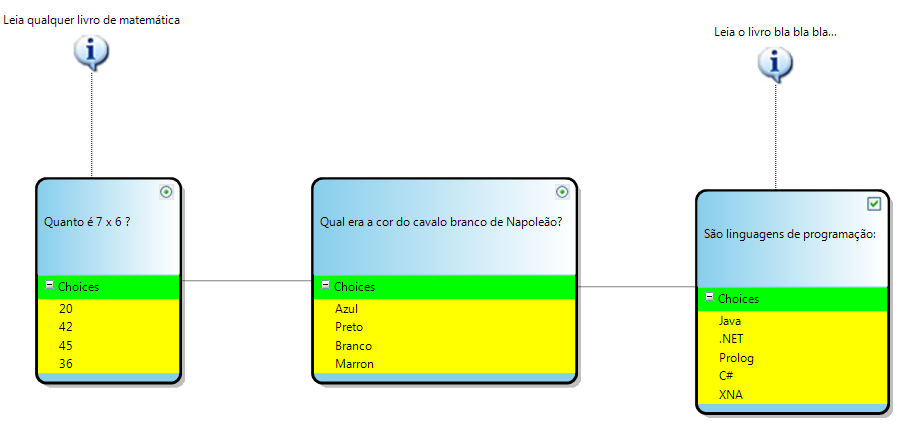 Leia qualquer livro de matemática
Leia o livro bla bla bla...
Quanto é 7 x 6 ?
Choices
20
42
45
36
Qual era a cor do cavalo branco de Napoleão?
Choices
Azul
Preto
Branco
Marron
São linguagens de programação:
Choices
Java
.NET
Prolog
C#
XNA